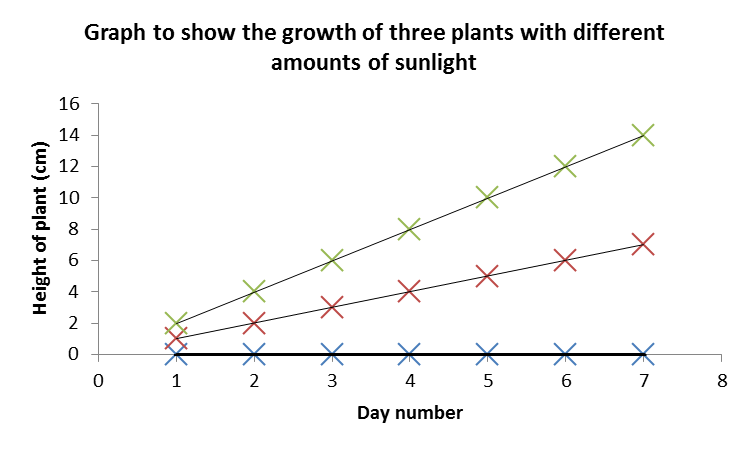 Graph to show the growth of three plants with different
amounts of sunlight
16
14
12
10
8
6
4
2
0
Height of plant (cm)
0 1 2 3 4 5 6 7 8
Day number